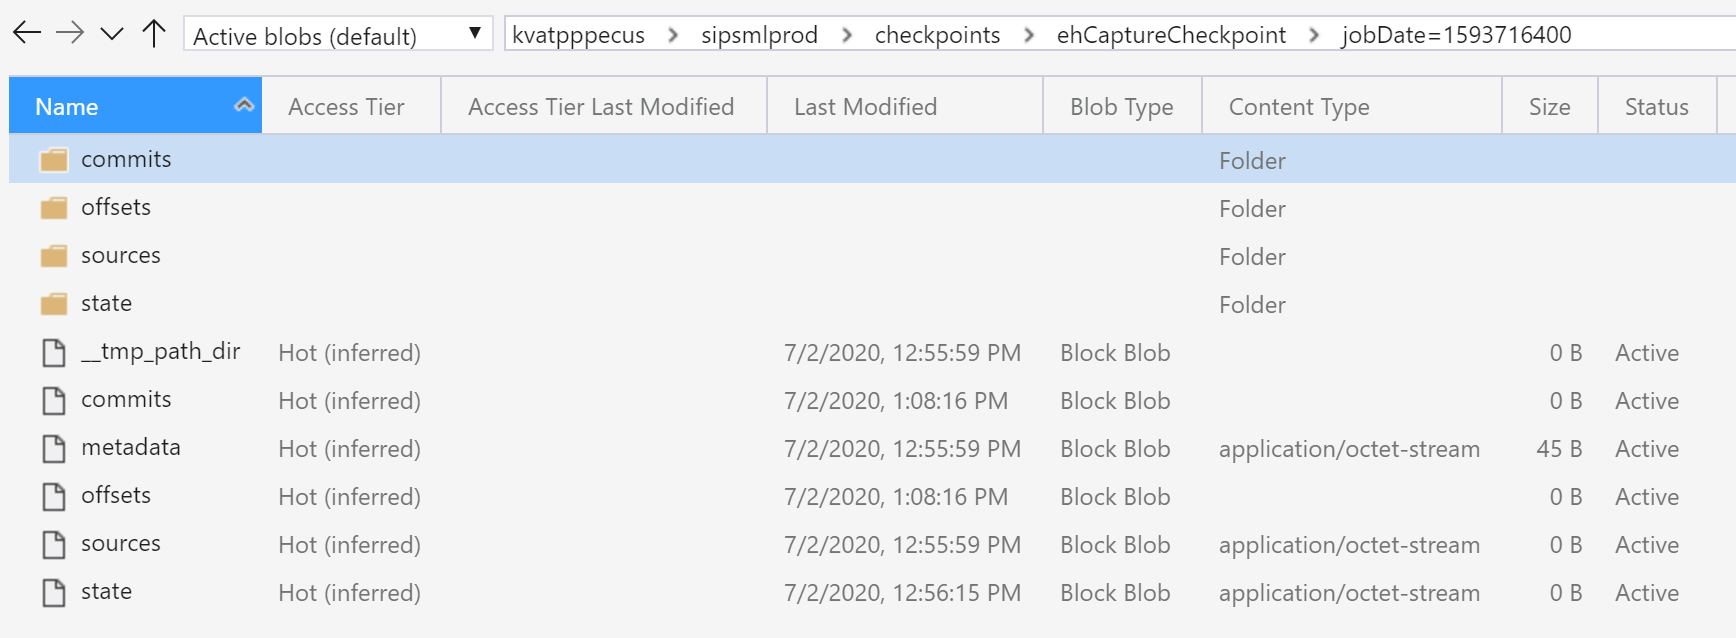 Active blobs (default) ▼ kvatpppecus > sipsmlprod > checkpoints > ehCaptureCheckpoint > jobDate=1593716400
Name Access Tier Access Tier Last Modified Last Modified Blob Type Content Type Size Status
commits Folder
offsets Folder
sources Folder
state Folder
__tmp_path_dir Hot (inferred) 7/2/2020, 12:55:59 PM Block Blob 0 B Active
commits Hot (inferred) 7/2/2020, 1:08:16 PM Block Blob 0 B Active
metadata Hot (inferred) 7/2/2020, 12:55:59 PM Block Blob application/octet-stream 45 B Active
offsets Hot (inferred) 7/2/2020, 1:08:16 PM Block Blob 0 B Active
sources Hot (inferred) 7/2/2020, 12:55:59 PM Block Blob application/octet-stream 0 B Active
state Hot (inferred) 7/2/2020, 12:56:15 PM Block Blob application/octet-stream 0 B Active